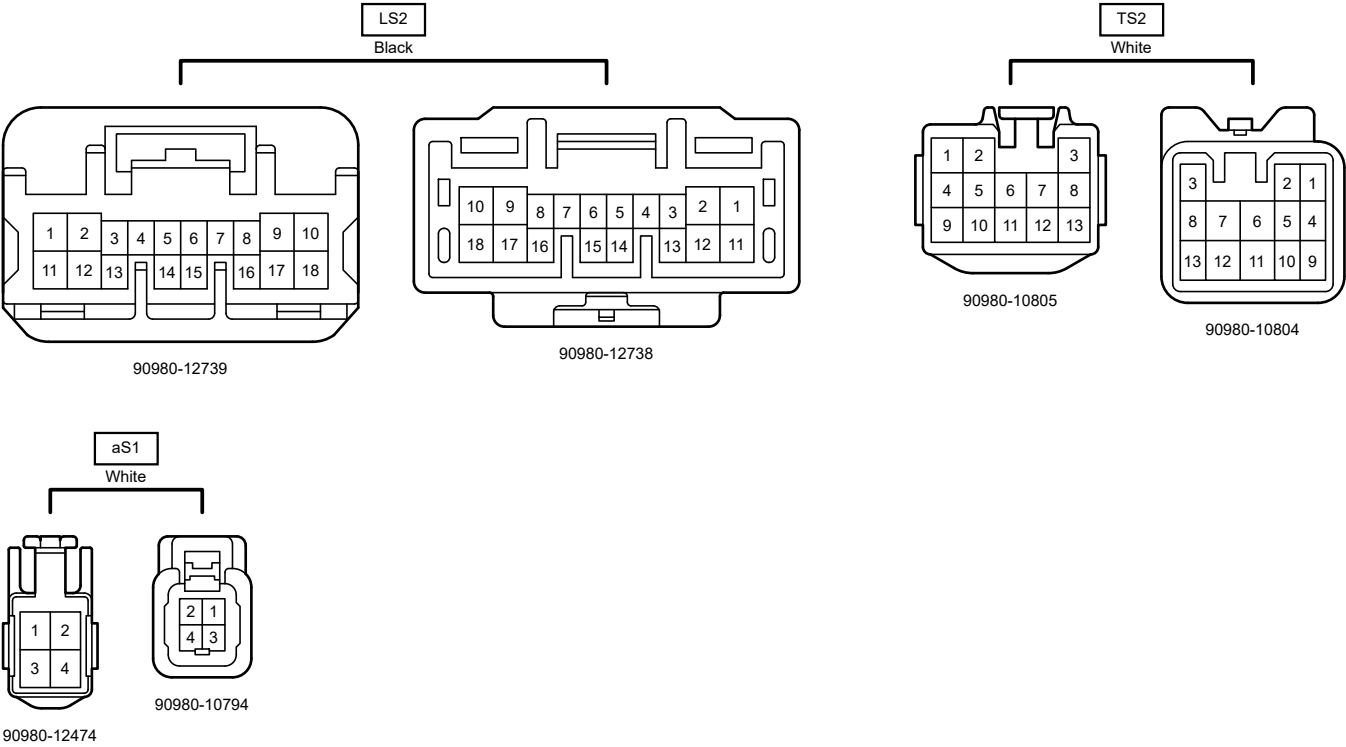 LS2
Black
1 2 3 4 5 6 7 8 9 10
11 12 13 14 15 16 17 18
90980-12739
10 9 8 7 6 5 4 3 2 1
18 17 16 15 14 13 12 11
90980-12738
TS2
White
1 2 3
4 5 6 7 8
9 10 11 12 13
90980-10805
3 2 1
8 7 6 5 4
13 12 11 10 9
90980-10804
aS1
White
1 2
3 4
90980-12474
2 1
4 3
90980-10794